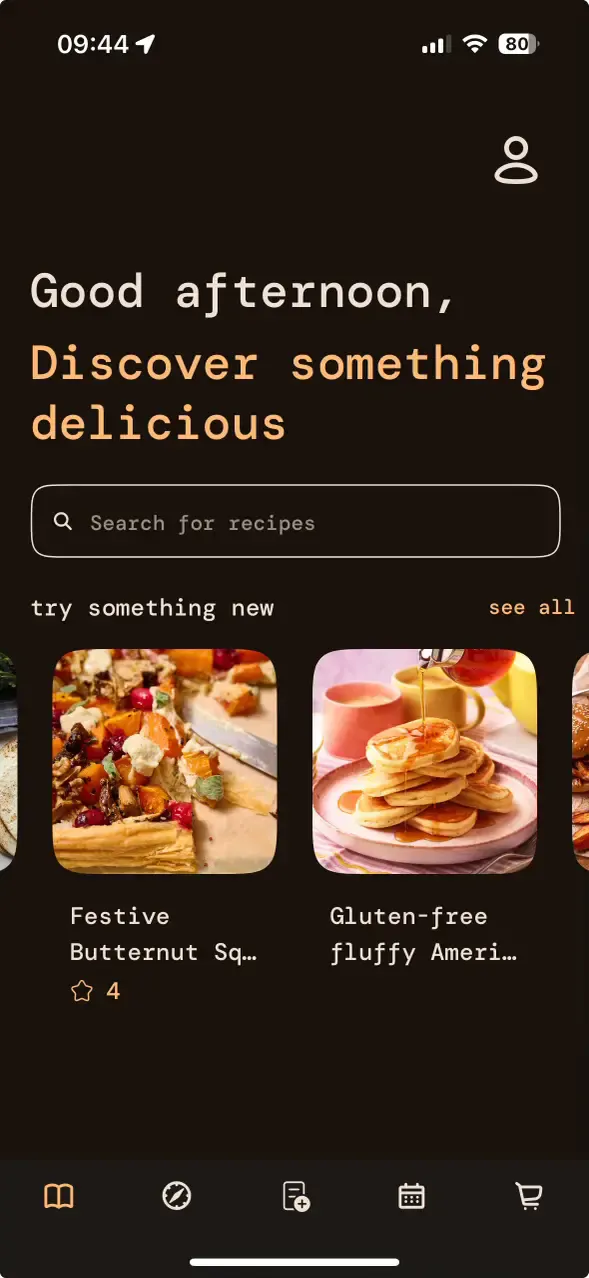 09:44
80
Good afternoon,
Discover something
delicious
Search for recipes
try something new
see all
Festive
Butternut Sq…
4
Gluten-free
fluffy Ameri…